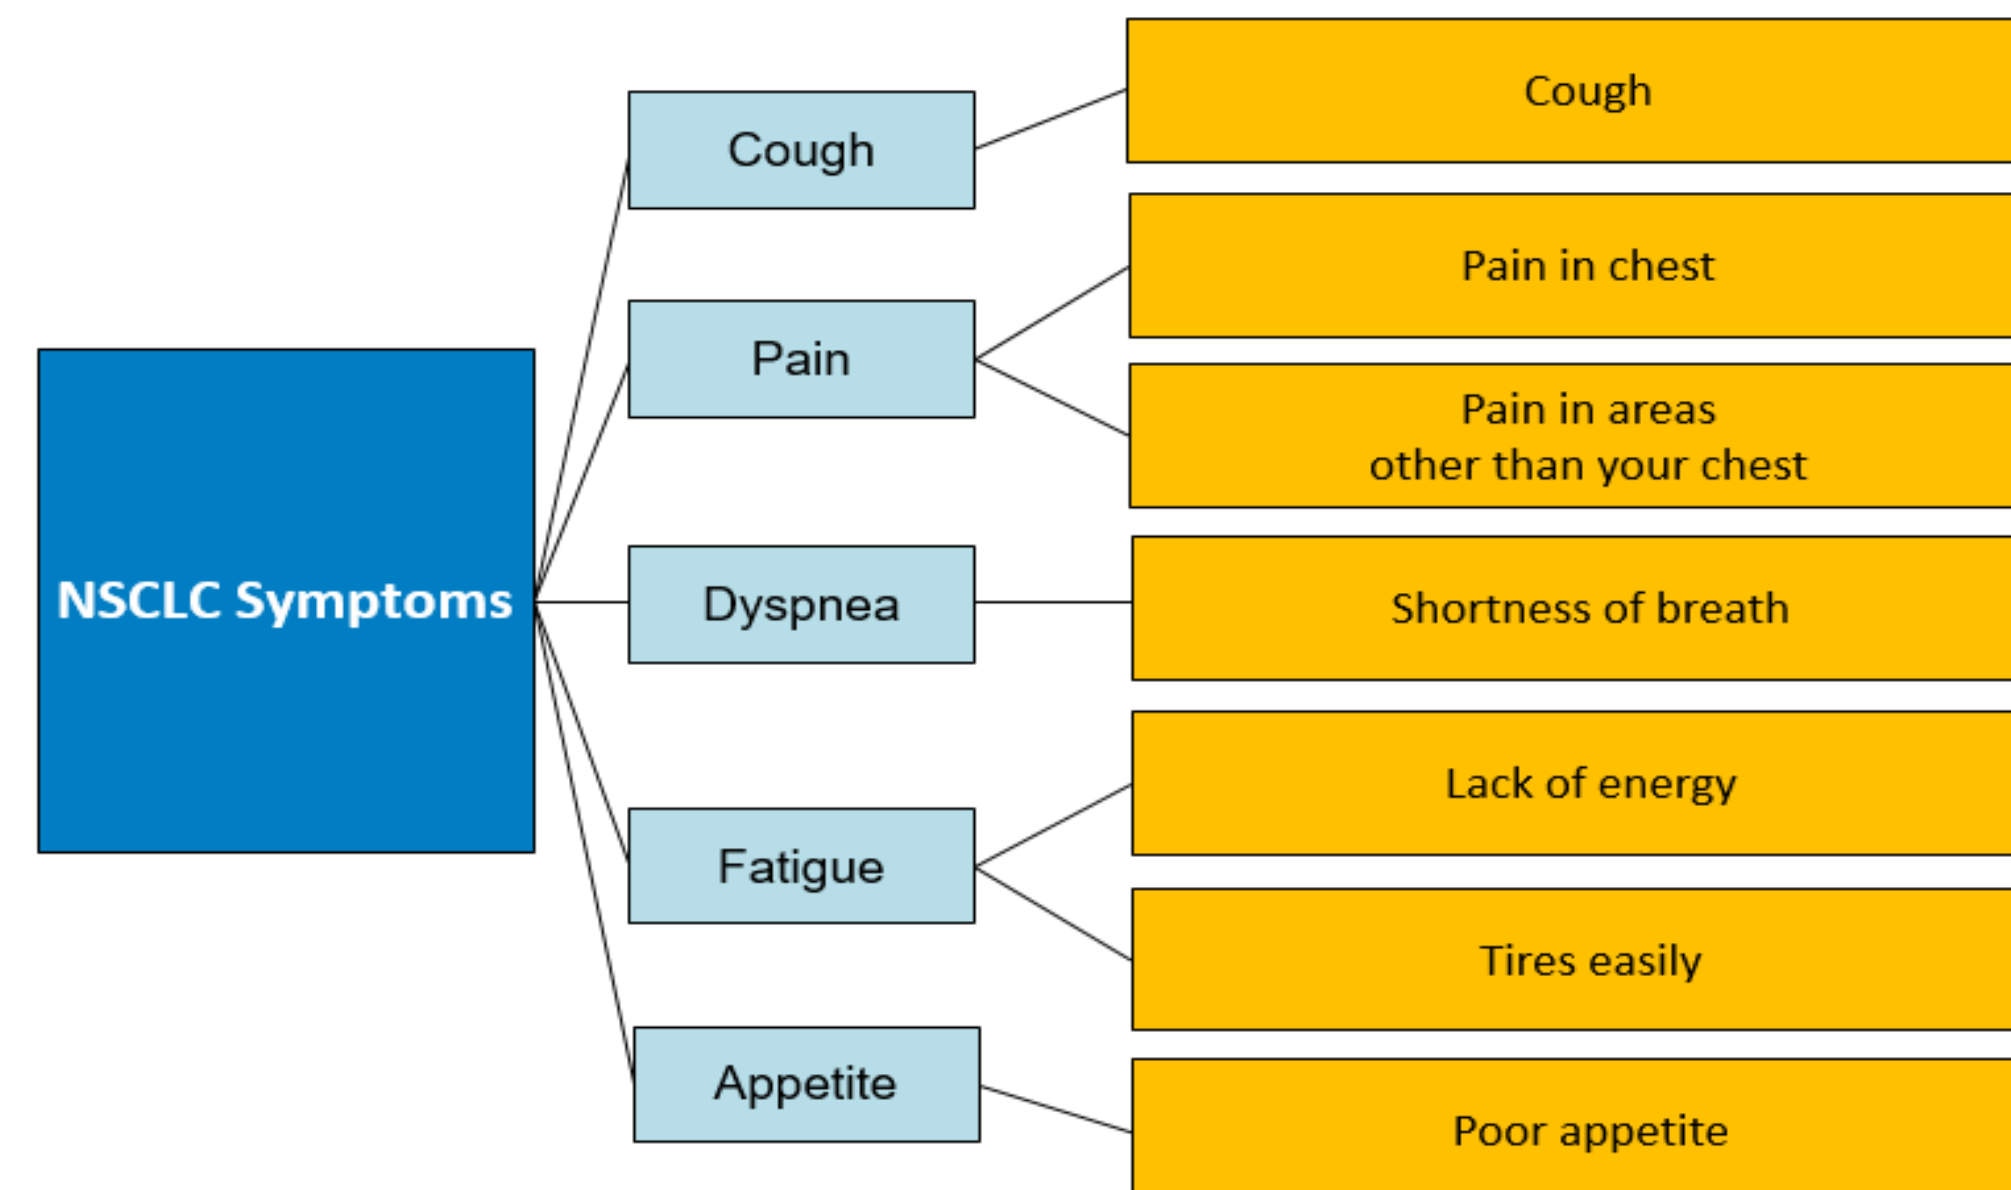 NSCLC Symptoms
Cough
Pain
Dyspnea
Fatigue
Appetite
Cough
Pain in chest
Pain in areas
other than your chest
Shortness of breath
Lack of energy
Tires easily
Poor appetite